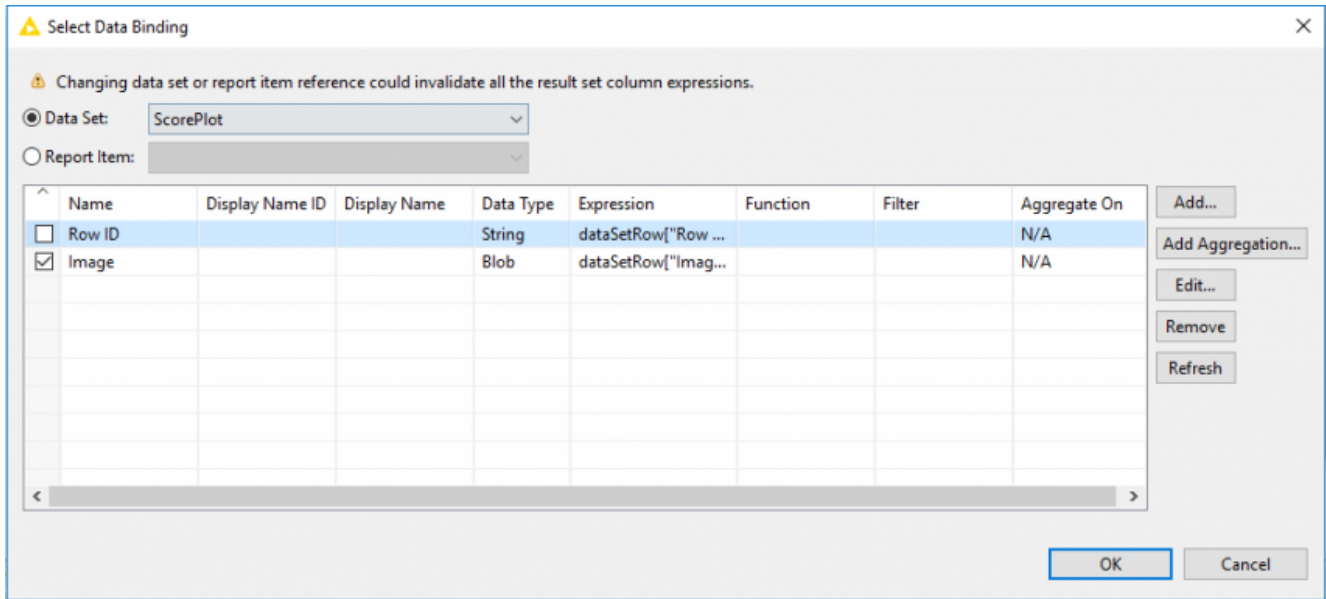 Select Data Binding
Changing data set or report item reference could invalidate all the result set column expressions.
Data Set: ScorePlot
Report Item:
Name Display Name ID Display Name Data Type Expression Function Filter Aggregate On
Row ID String dataSetRow["Row ... N/A
Image Blob dataSetRow["Imag... N/A
Add...
Add Aggregation...
Edit...
Remove
Refresh
OK Cancel